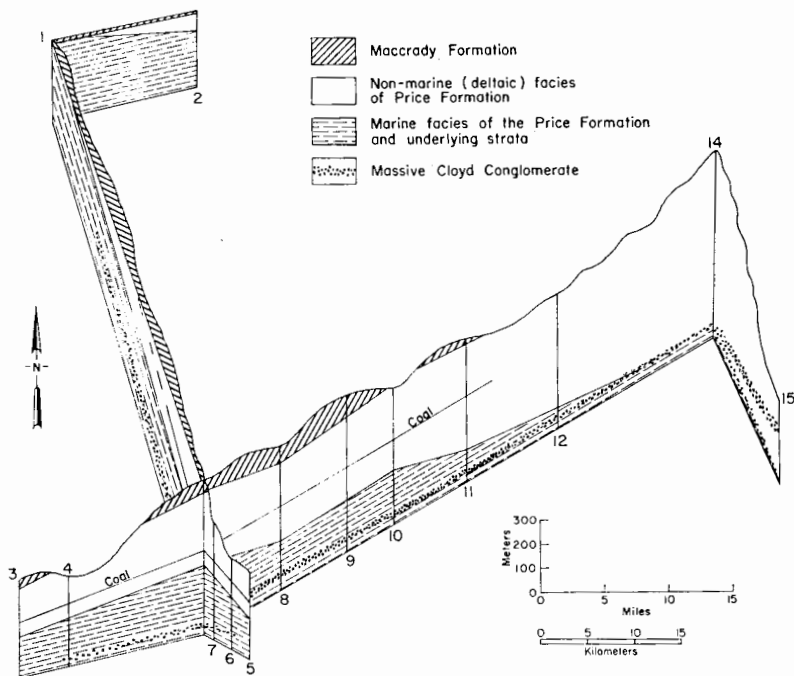 1
2
Maccrady Formation
Non-marine (deltaic) facies
of Price Formation
Marine facies of the Price Formation
and underlying strata
Massive Cloyd Conglomerate
14
15
-N-
Coal
12
11
10
9
8
3
4
Coal
7
6
5
Meters
300
200
100
0
0 5 10 15
Miles
0 5 10 15
Kilometers